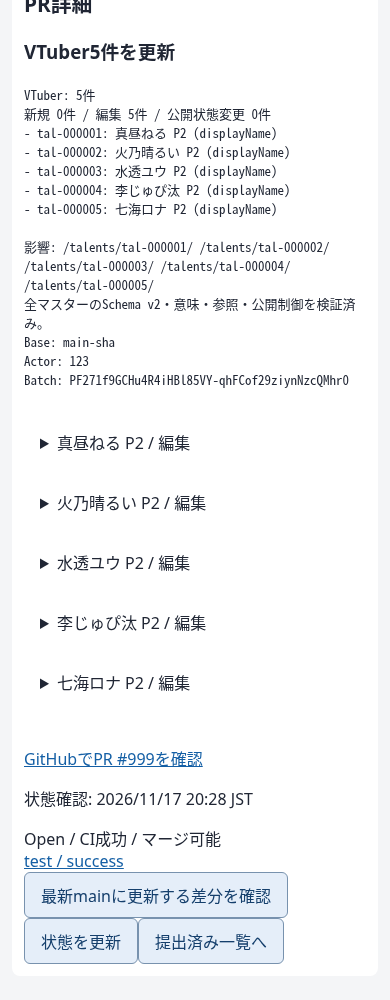 PR詳細
VTuber5件を更新
VTuber: 5件
新規 0件 / 編集 5件 / 公開状態変更 0件
- tal-000001: 真昼ねる P2 (displayName)
- tal-000002: 火乃晴るい P2 (displayName)
- tal-000003: 水透ユウ P2 (displayName)
- tal-000004: 李じゅぴ汰 P2 (displayName)
- tal-000005: 七海ロナ P2 (displayName)
影響: /talents/tal-000001/ /talents/tal-000002/
/talents/tal-000003/ /talents/tal-000004/
/talents/tal-000005/
全マスターのSchema v2・意味・参照・公開制御を検証済
み。
Base: main-sha
Actor: 123
Batch: PF271f9GCHu4R4iHBl85VY-qhFCof29ziynNzcQMhr0
▶ 真昼ねる P2 / 編集
▶ 火乃晴るい P2 / 編集
▶ 水透ユウ P2 / 編集
▶ 李じゅぴ汰 P2 / 編集
▶ 七海ロナ P2 / 編集
GitHubでPR #999を確認
状態確認: 2026/11/17 20:28 JST
Open / CI成功 / マージ可能
test / success
最新mainに更新する差分を確認
状態を更新 提出済み一覧へ